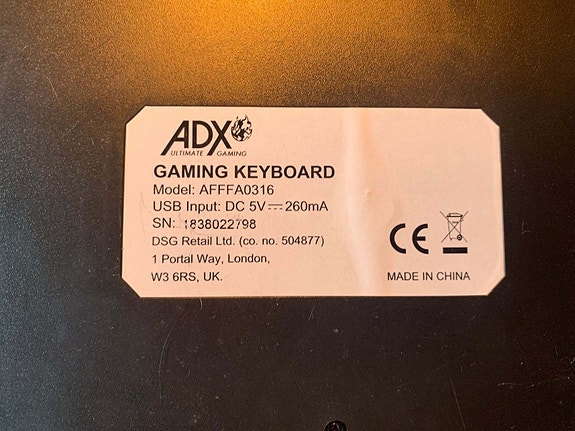 ADX
ULTIMATE GAMING
GAMING KEYBOARD
Model: AFFFA0316
USB Input: DC 5V⎓260mA
SN: 1838022798
DSG Retail Ltd. (co. no. 504877)
1 Portal Way, London,
W3 6RS, UK.
CE
MADE IN CHINA